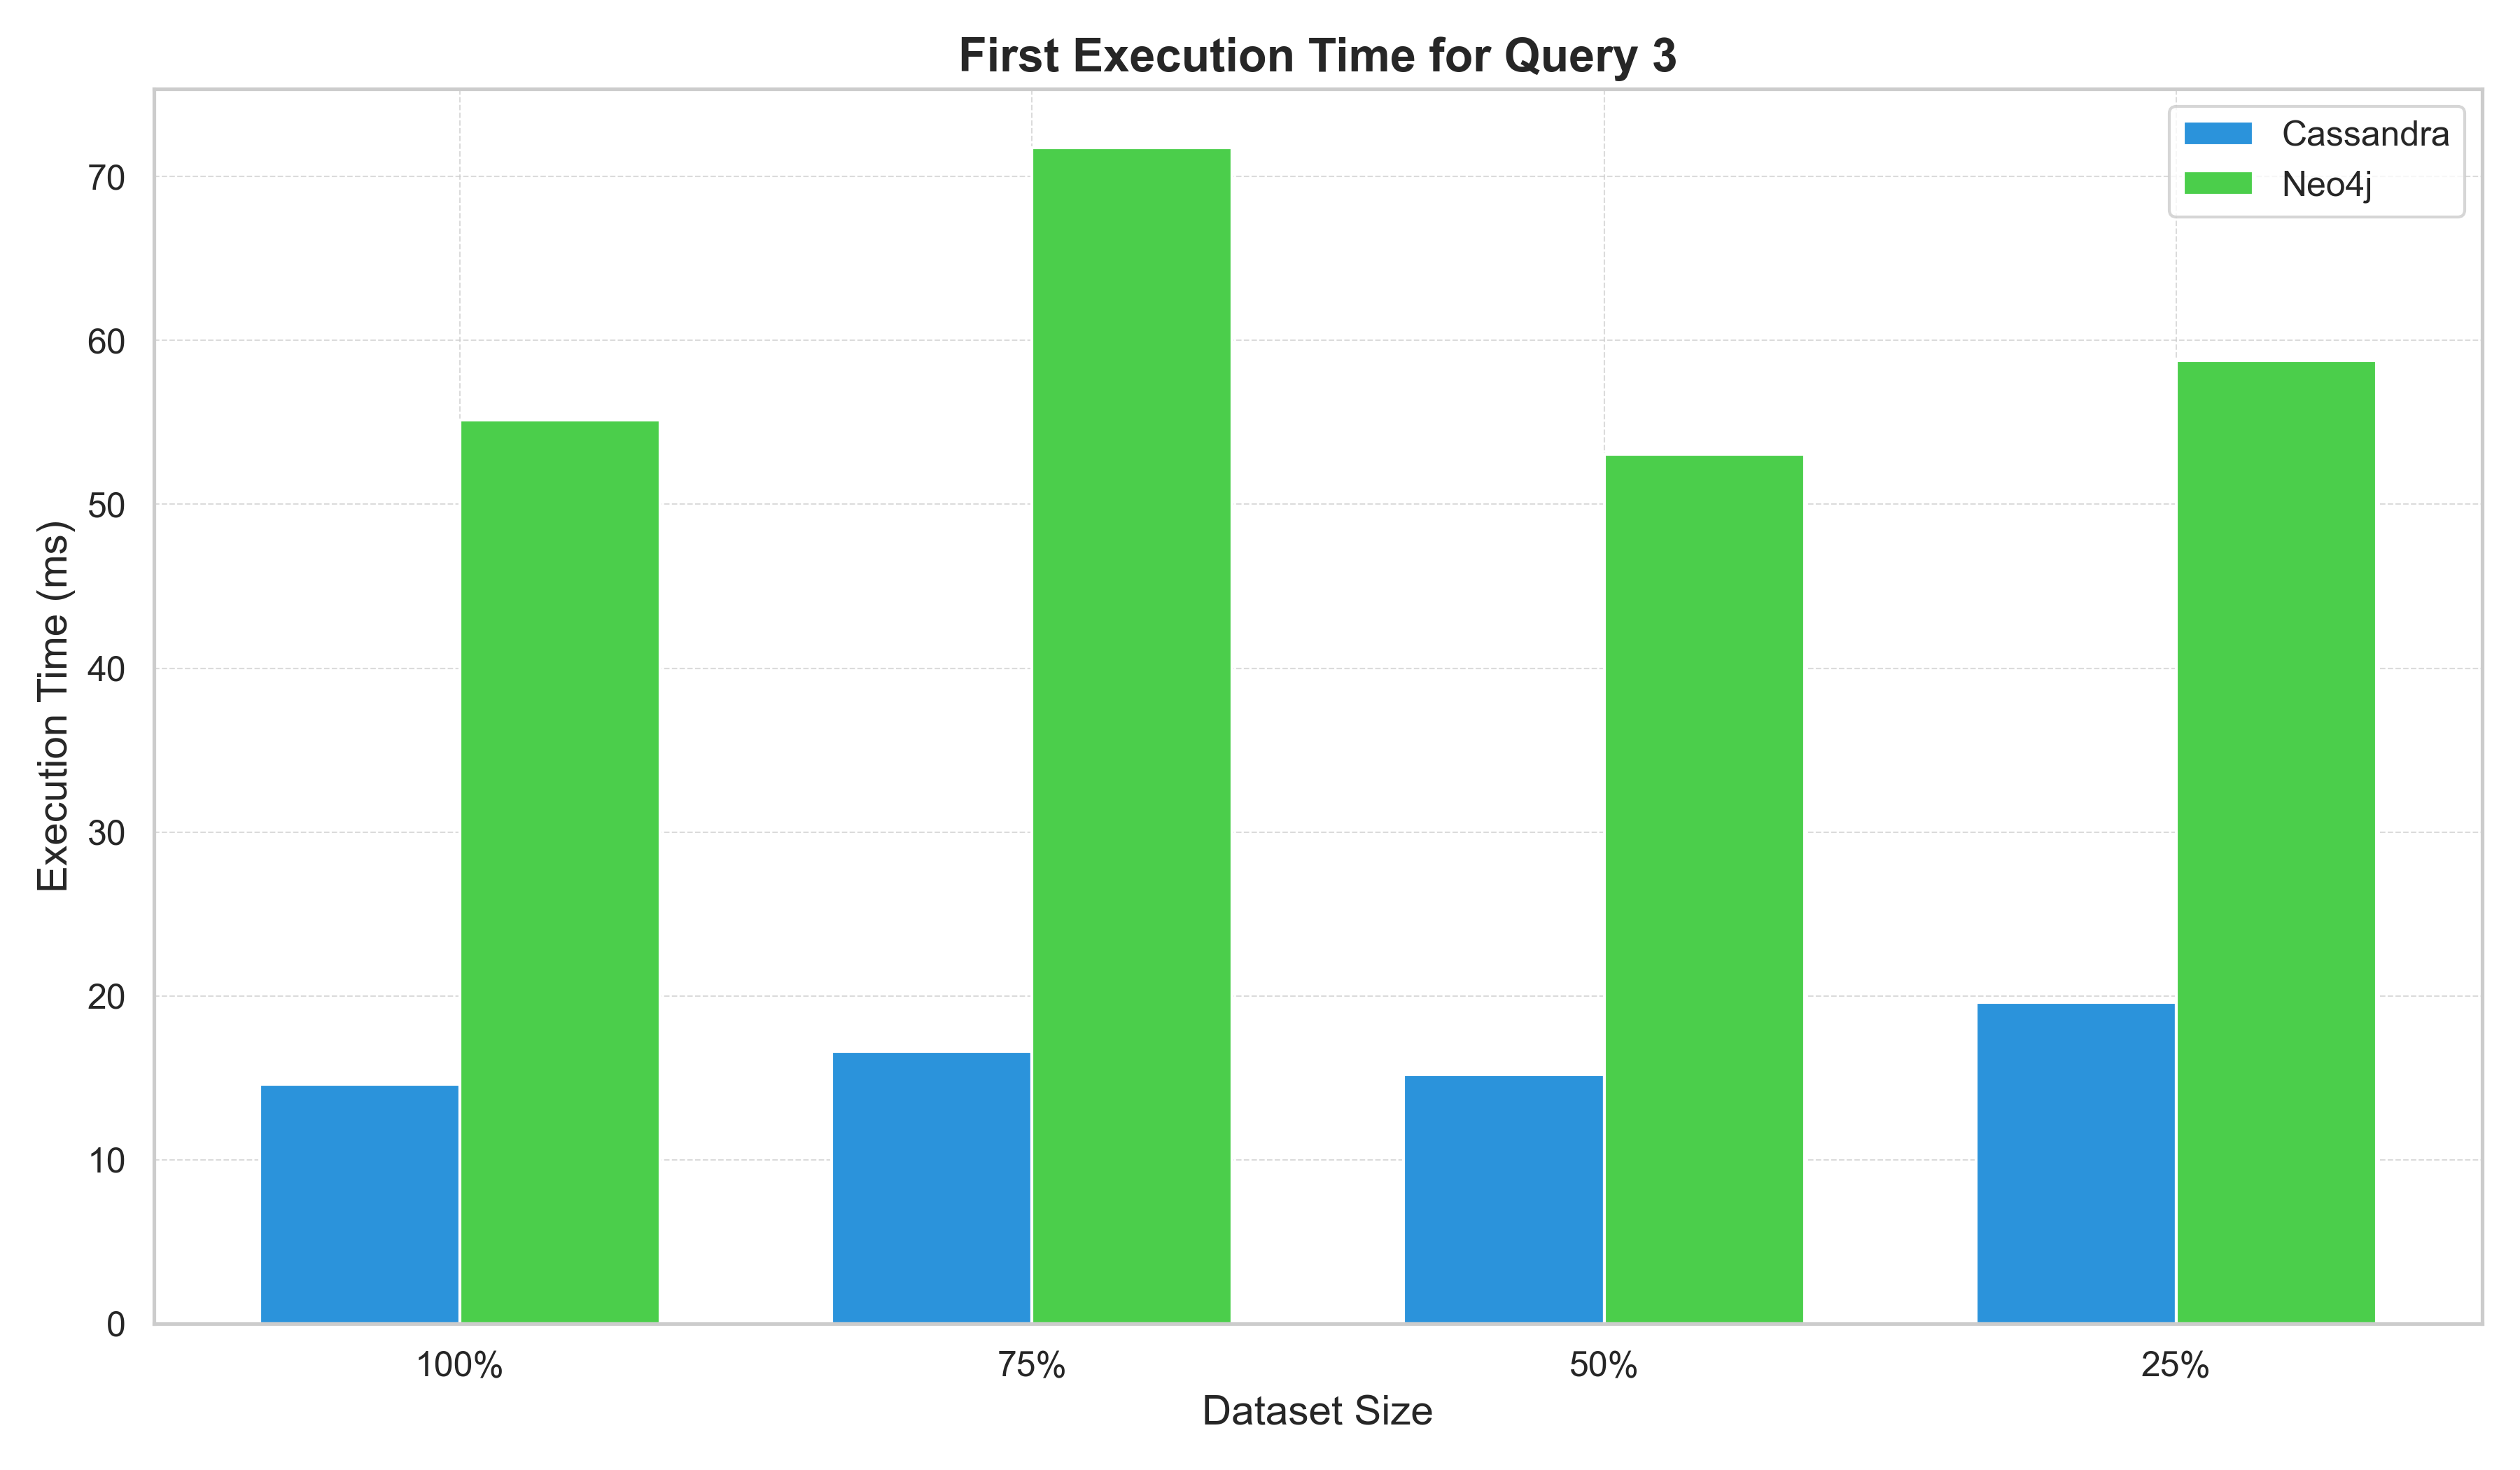 First Execution Time for Query 3
Cassandra
Neo4j
Execution Time (ms)
70
60
50
40
30
20
10
0
100% 75% 50% 25%
Dataset Size